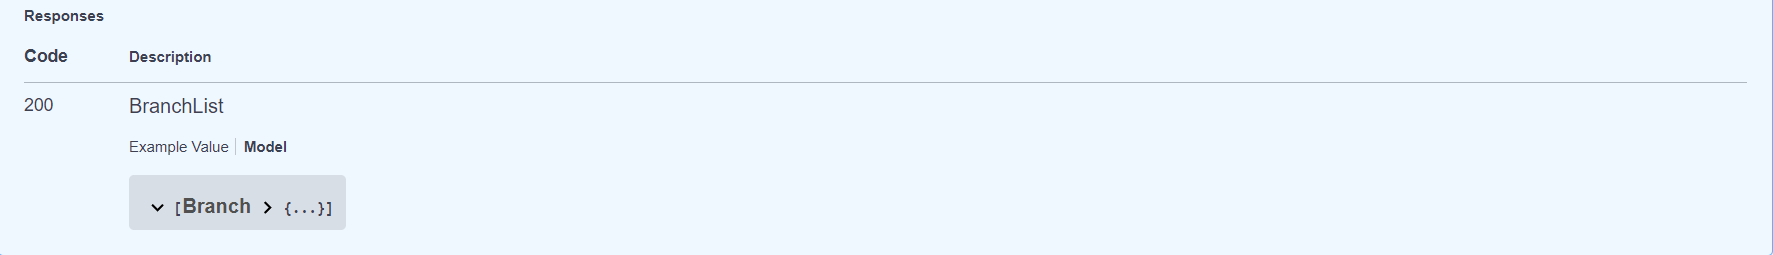 Responses
Code Description
200 BranchList
Example Value Model
[Branch {...}]